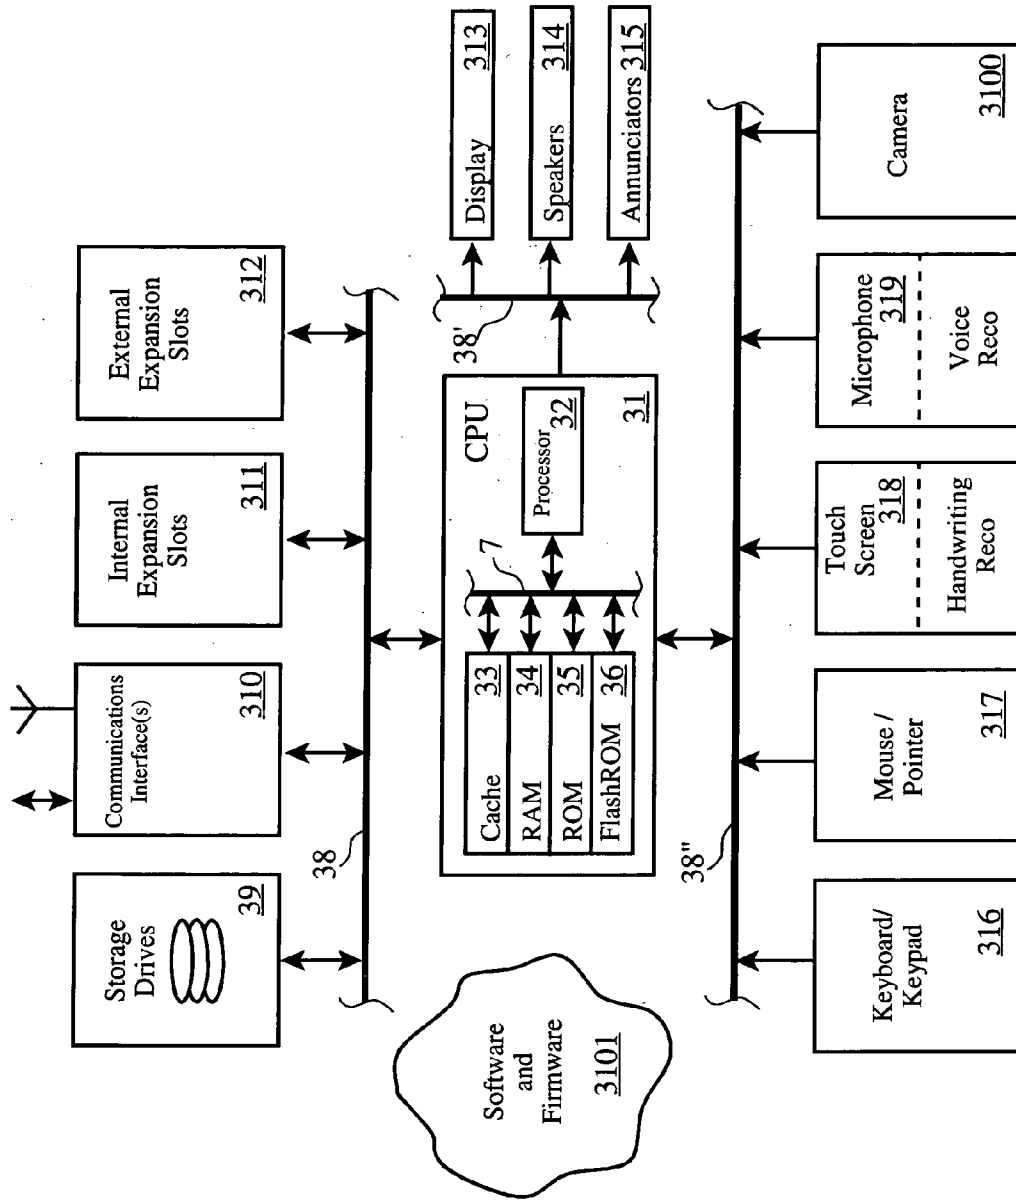 Storage
Drives
39
Communications
Interface(s)
310
Internal
Expansion
Slots
311
External
Expansion
Slots
312
38
Software
and
Firmware
3101
CPU
Cache 33
RAM 34
ROM 35
FlashROM 36
7
Processor
32
31
38'
Display 313
Speakers 314
Annunciators 315
38"
Keyboard/
Keypad
316
Mouse /
Pointer
317
Touch
Screen
318
Handwriting
Reco
Microphone
319
Voice
Reco
Camera
3100